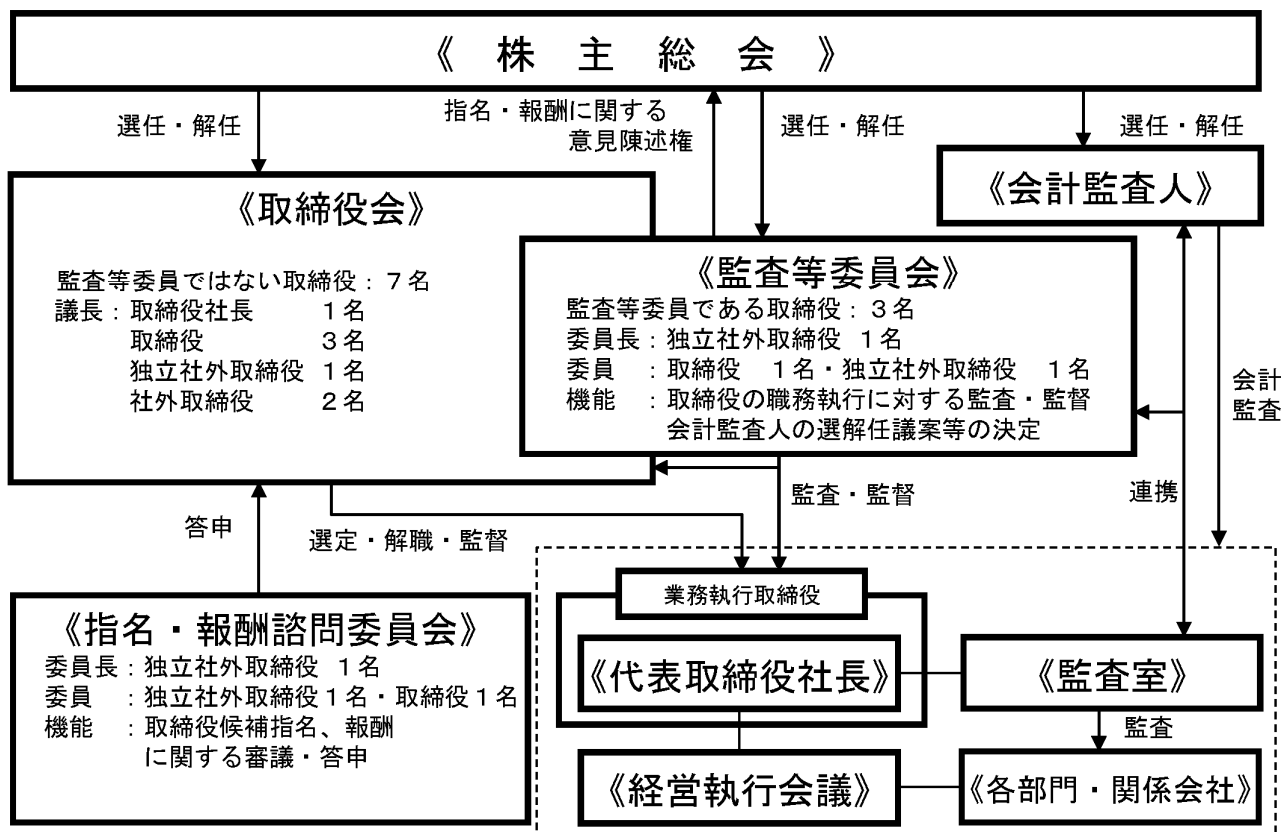 《　株　主　総　会　》
選任・解任
指名・報酬に関する
意見陳述権
選任・解任
選任・解任
《取締役会》
監査等委員ではない取締役：７名
議長：取締役社長　　　１名
取締役　　　　　３名
独立社外取締役　１名
社外取締役　　　２名
《監査等委員会》
監査等委員である取締役：３名
委員長：独立社外取締役　１名
委員　：取締役　１名・独立社外取締役　１名
機能　：取締役の職務執行に対する監査・監督
会計監査人の選解任議案等の決定
《会計監査人》
会計
監査
連携
監査・監督
答申
選定・解職・監督
《指名・報酬諮問委員会》
委員長：独立社外取締役　１名
委員　：独立社外取締役１名・取締役１名
機能　：取締役候補指名、報酬
に関する審議・答申
業務執行取締役
《代表取締役社長》
《監査室》
監査
《経営執行会議》
《各部門・関係会社》